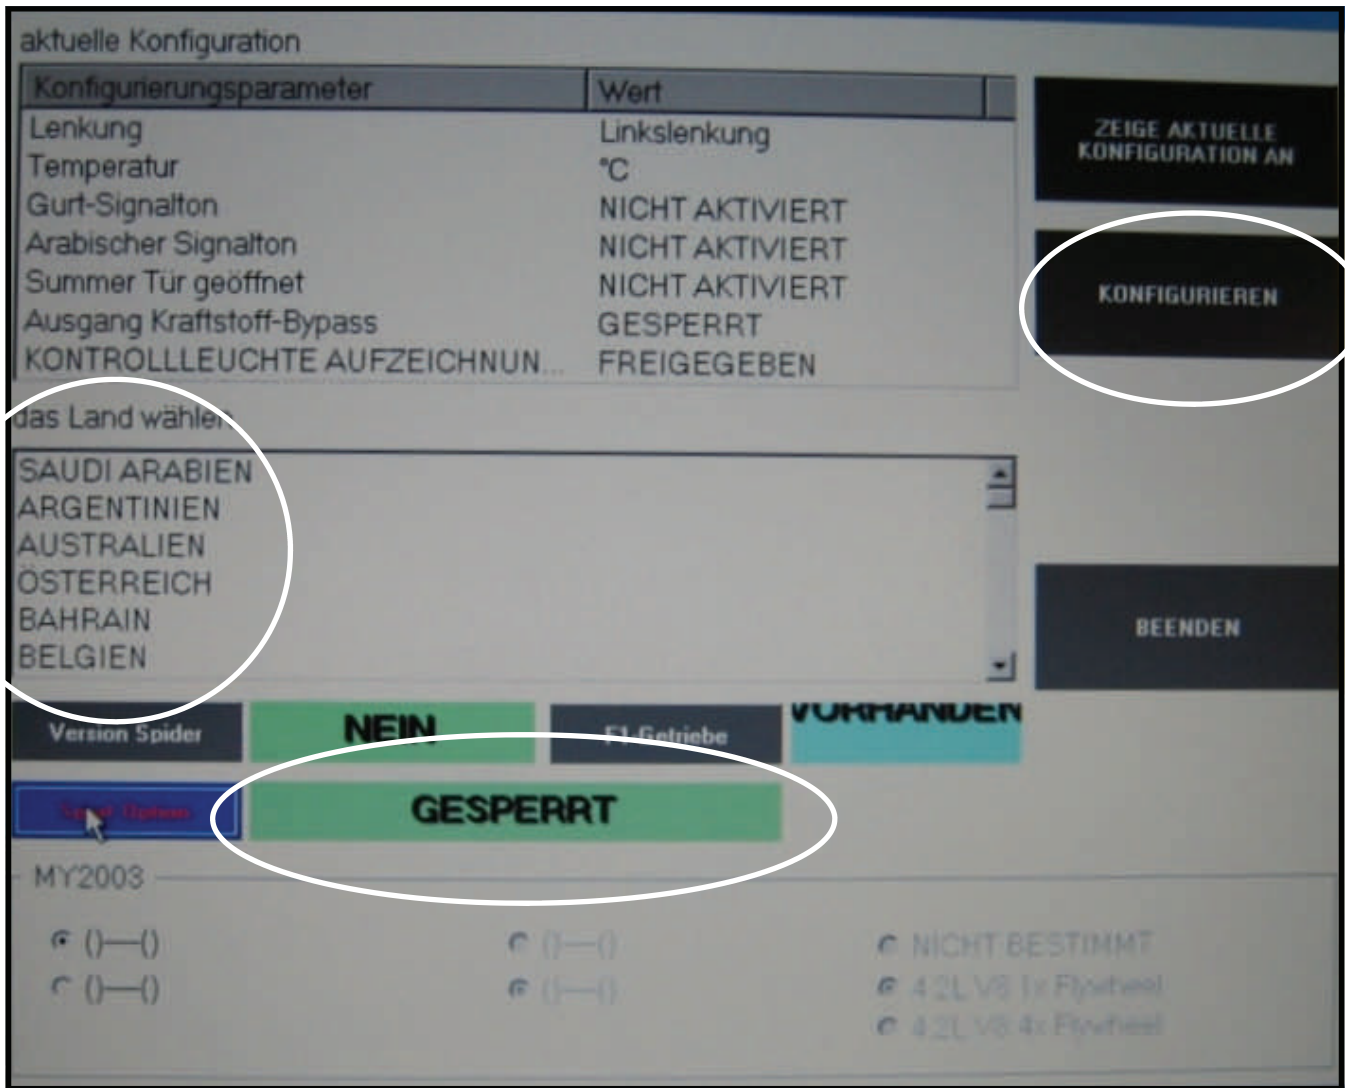 aktuelle Konfiguration
Konfigurierungsparameter Wert
Lenkung Linkslenkung
Temperatur °C
Gurt-Signalton NICHT AKTIVIERT
Arabischer Signalton NICHT AKTIVIERT
Summer Tür geöffnet NICHT AKTIVIERT
Ausgang Kraftstoff-Bypass GESPERRT
KONTROLLLEUCHTE AUFZEICHNUN... FREIGEGEBEN
ZEIGE AKTUELLE
KONFIGURATION AN
KONFIGURIEREN
das Land wählen
SAUDI ARABIEN
ARGENTINIEN
AUSTRALIEN
ÖSTERREICH
BAHRAIN
BELGIEN
BEENDEN
Version Spider NEIN F1-Getriebe VORHANDEN
GESPERRT
MY2003
()—() ()—() NICHT BESTIMMT
()—() ()—() 4.2L V8 1x Flywheel
4.2L V8 4x Flywheel